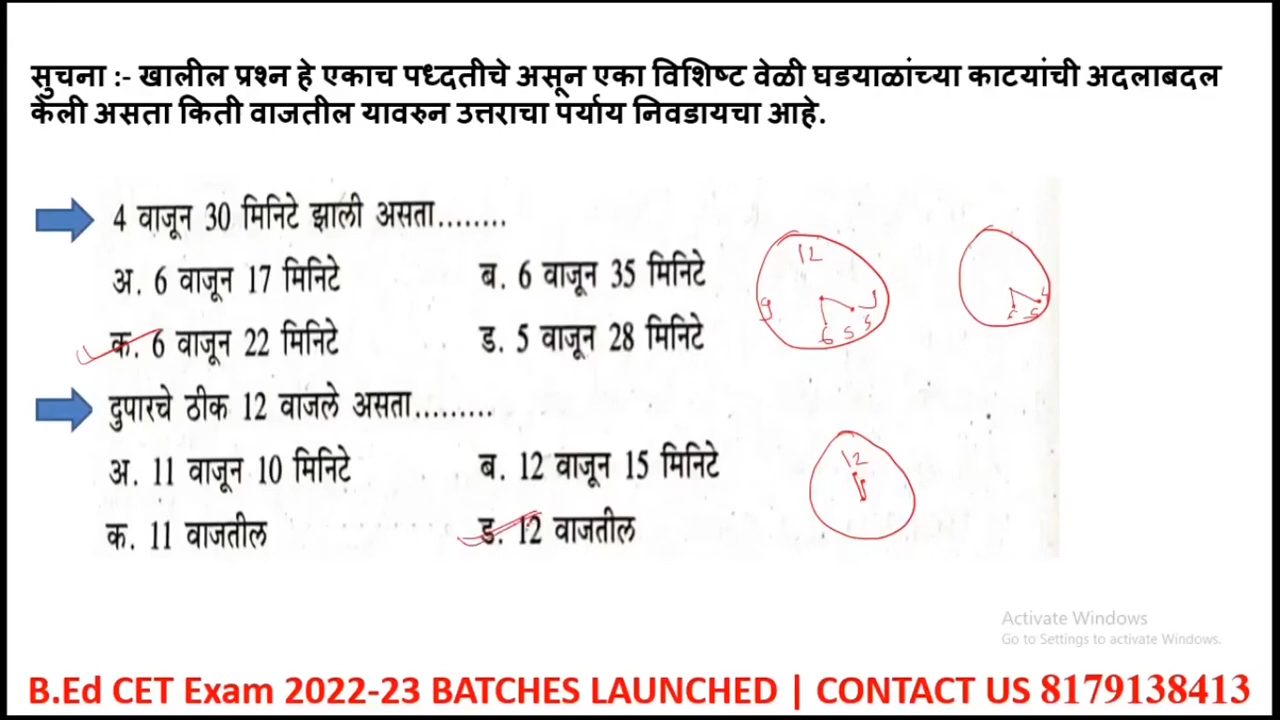 सुचना :- खालील प्रश्न हे एकाच पध्दतीचे असून एका विशिष्ट वेळी घडयाळांच्या काटयांची अदलाबदल
केली असता किती वाजतील यावरुन उत्तराचा पर्याय निवडायचा आहे.
4 वाजून 30 मिनिटे झाली असता........
अ. 6 वाजून 17 मिनिटे ब. 6 वाजून 35 मिनिटे
क. 6 वाजून 22 मिनिटे ड. 5 वाजून 28 मिनिटे
दुपारचे ठीक 12 वाजले असता.........
अ. 11 वाजून 10 मिनिटे ब. 12 वाजून 15 मिनिटे
क. 11 वाजतील ड. 12 वाजतील
12
9
6 5
12
Activate Windows
Go to Settings to activate Windows.
B.Ed CET Exam 2022-23 BATCHES LAUNCHED | CONTACT US 8179138413